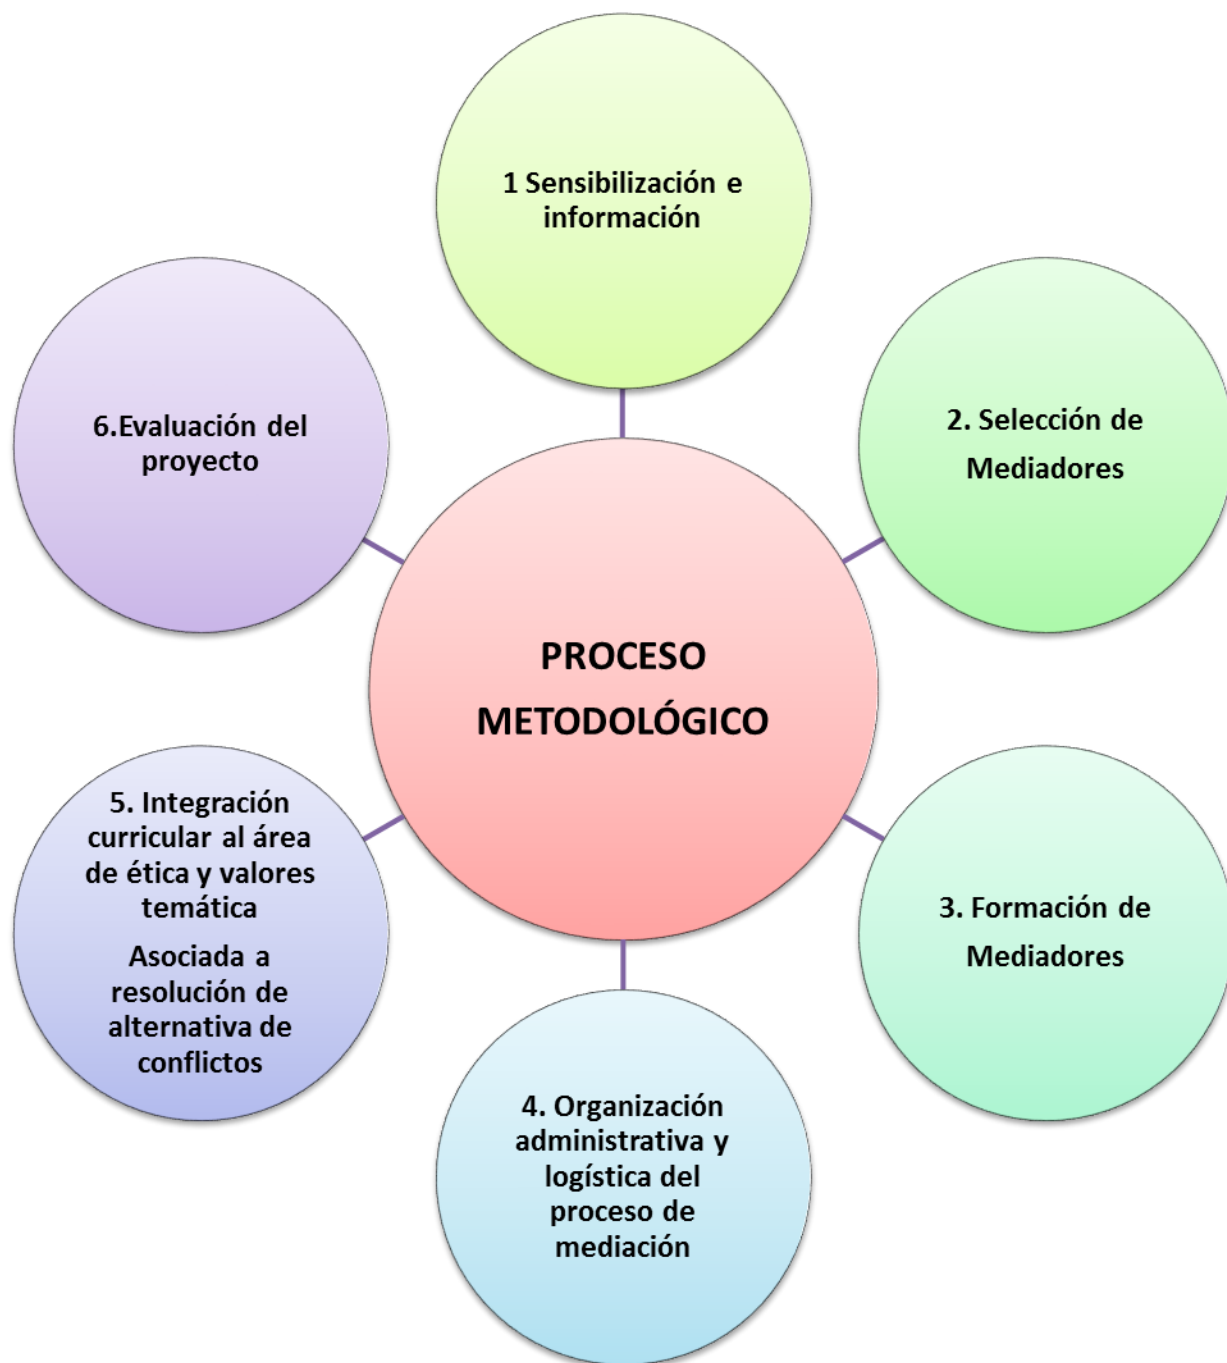 1 Sensibilización e
información
2. Selección de
Mediadores
3. Formación de
Mediadores
4. Organización
administrativa y
logística del
proceso de
mediación
5. Integración
curricular al área
de ética y valores
temática
Asociada a
resolución de
alternativa de
conflictos
6.Evaluación del
proyecto
PROCESO
METODOLÓGICO